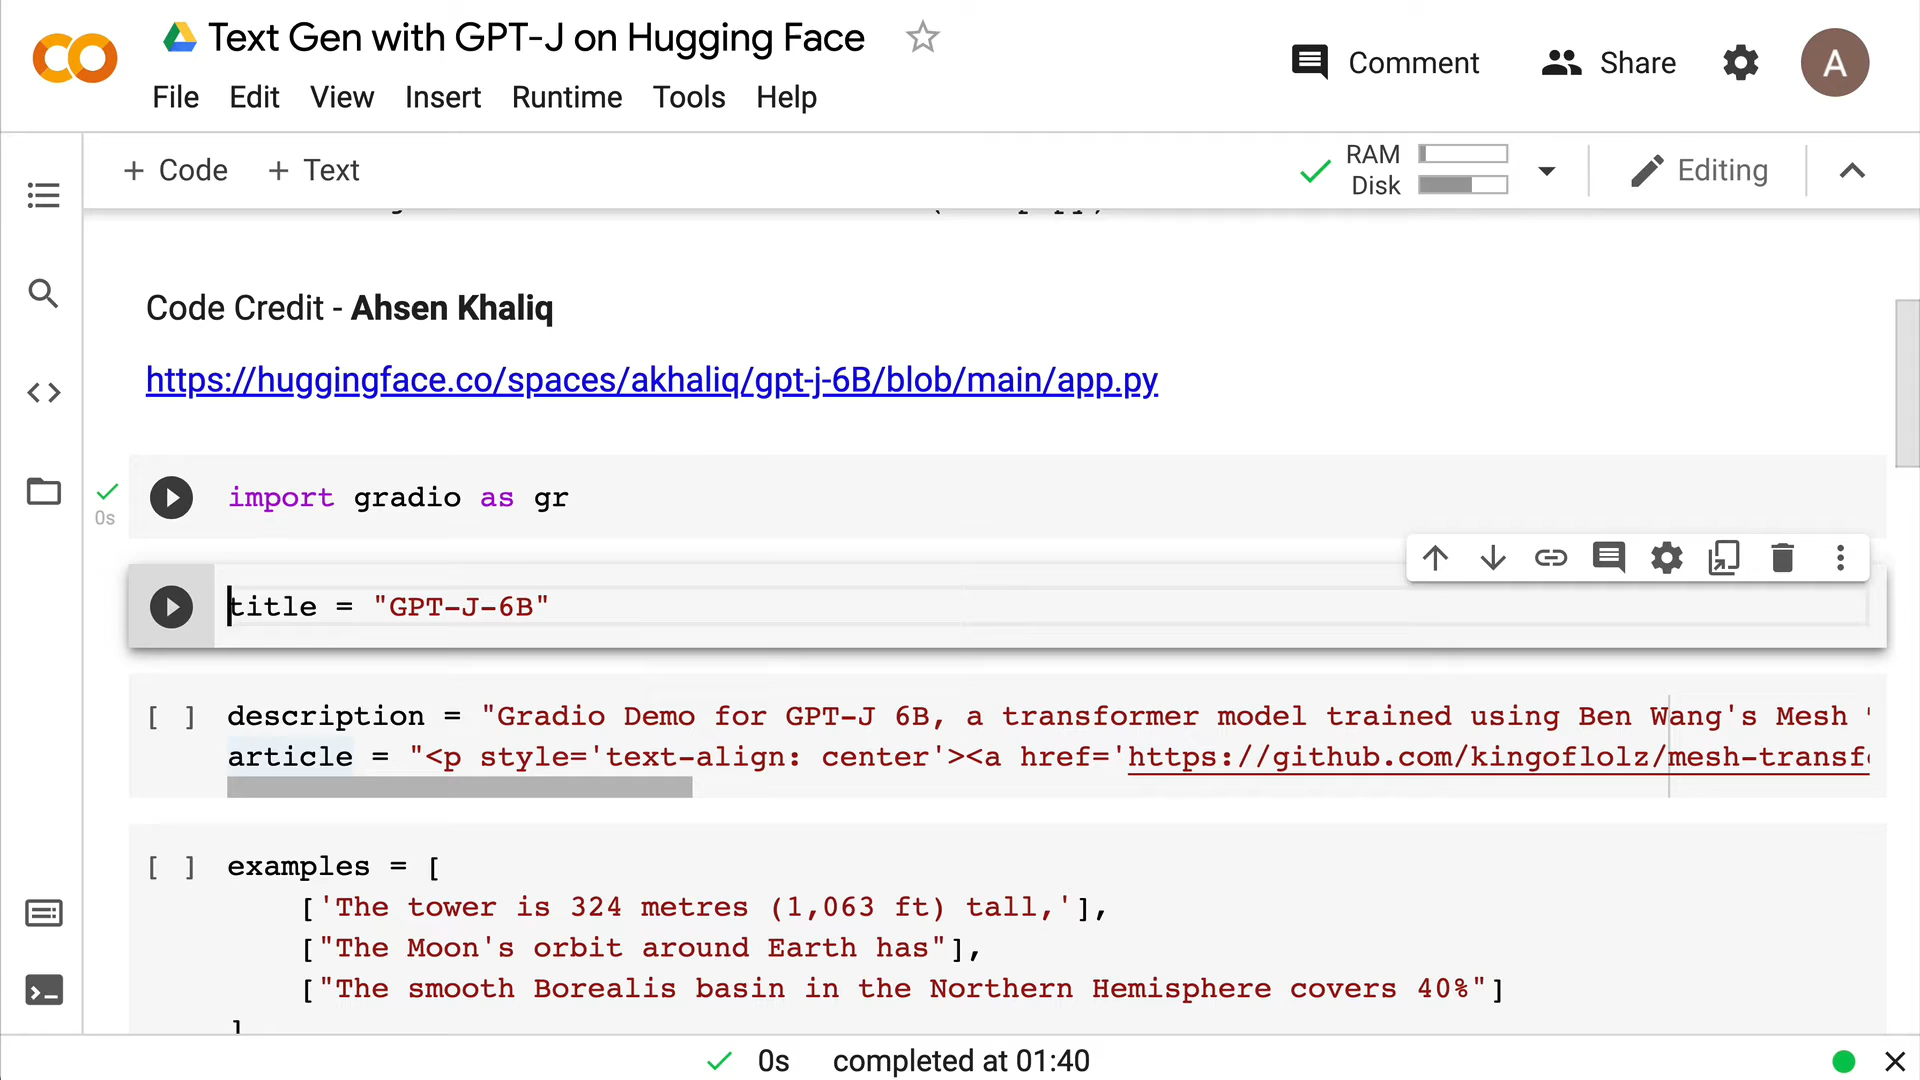 Text Gen with GPT-J on Hugging Face
File Edit View Insert Runtime Tools Help
Comment Share A
+ Code + Text
RAM
Disk
Editing
Code Credit - Ahsen Khaliq
https://huggingface.co/spaces/akhaliq/gpt-j-6B/blob/main/app.py
0s
import gradio as gr
title = "GPT-J-6B"
[ ] description = "Gradio Demo for GPT-J 6B, a transformer model trained using Ben Wang's Mesh
article = "<p style='text-align: center'><a href='https://github.com/kingoflolz/mesh-transf
[ ] examples = [
['The tower is 324 metres (1,063 ft) tall,'],
["The Moon's orbit around Earth has"],
["The smooth Borealis basin in the Northern Hemisphere covers 40%"]
]
0s completed at 01:40